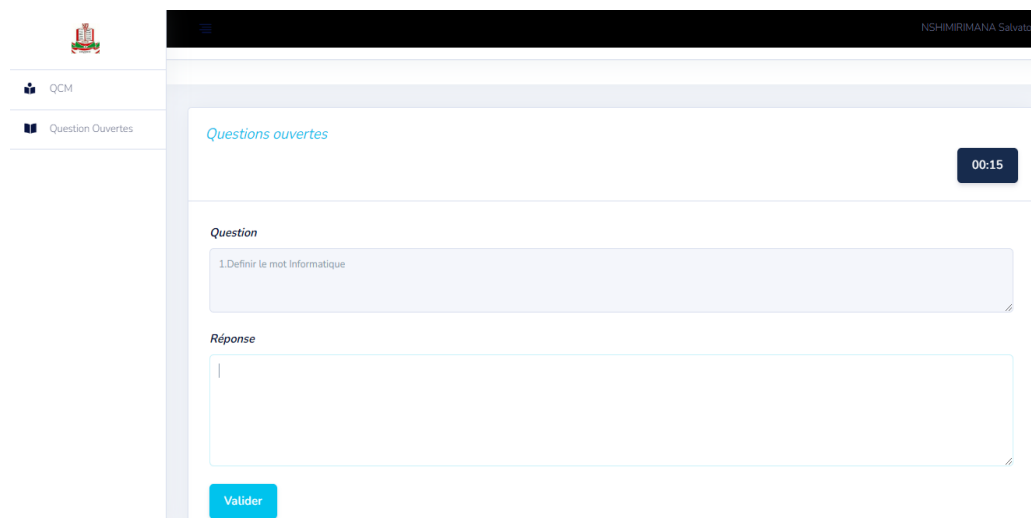 NSHIMIRIMANA Salvato
QCM
Question Ouvertes
Questions ouvertes
00:15
Question
1.Definir le mot Informatique
Réponse
Valider